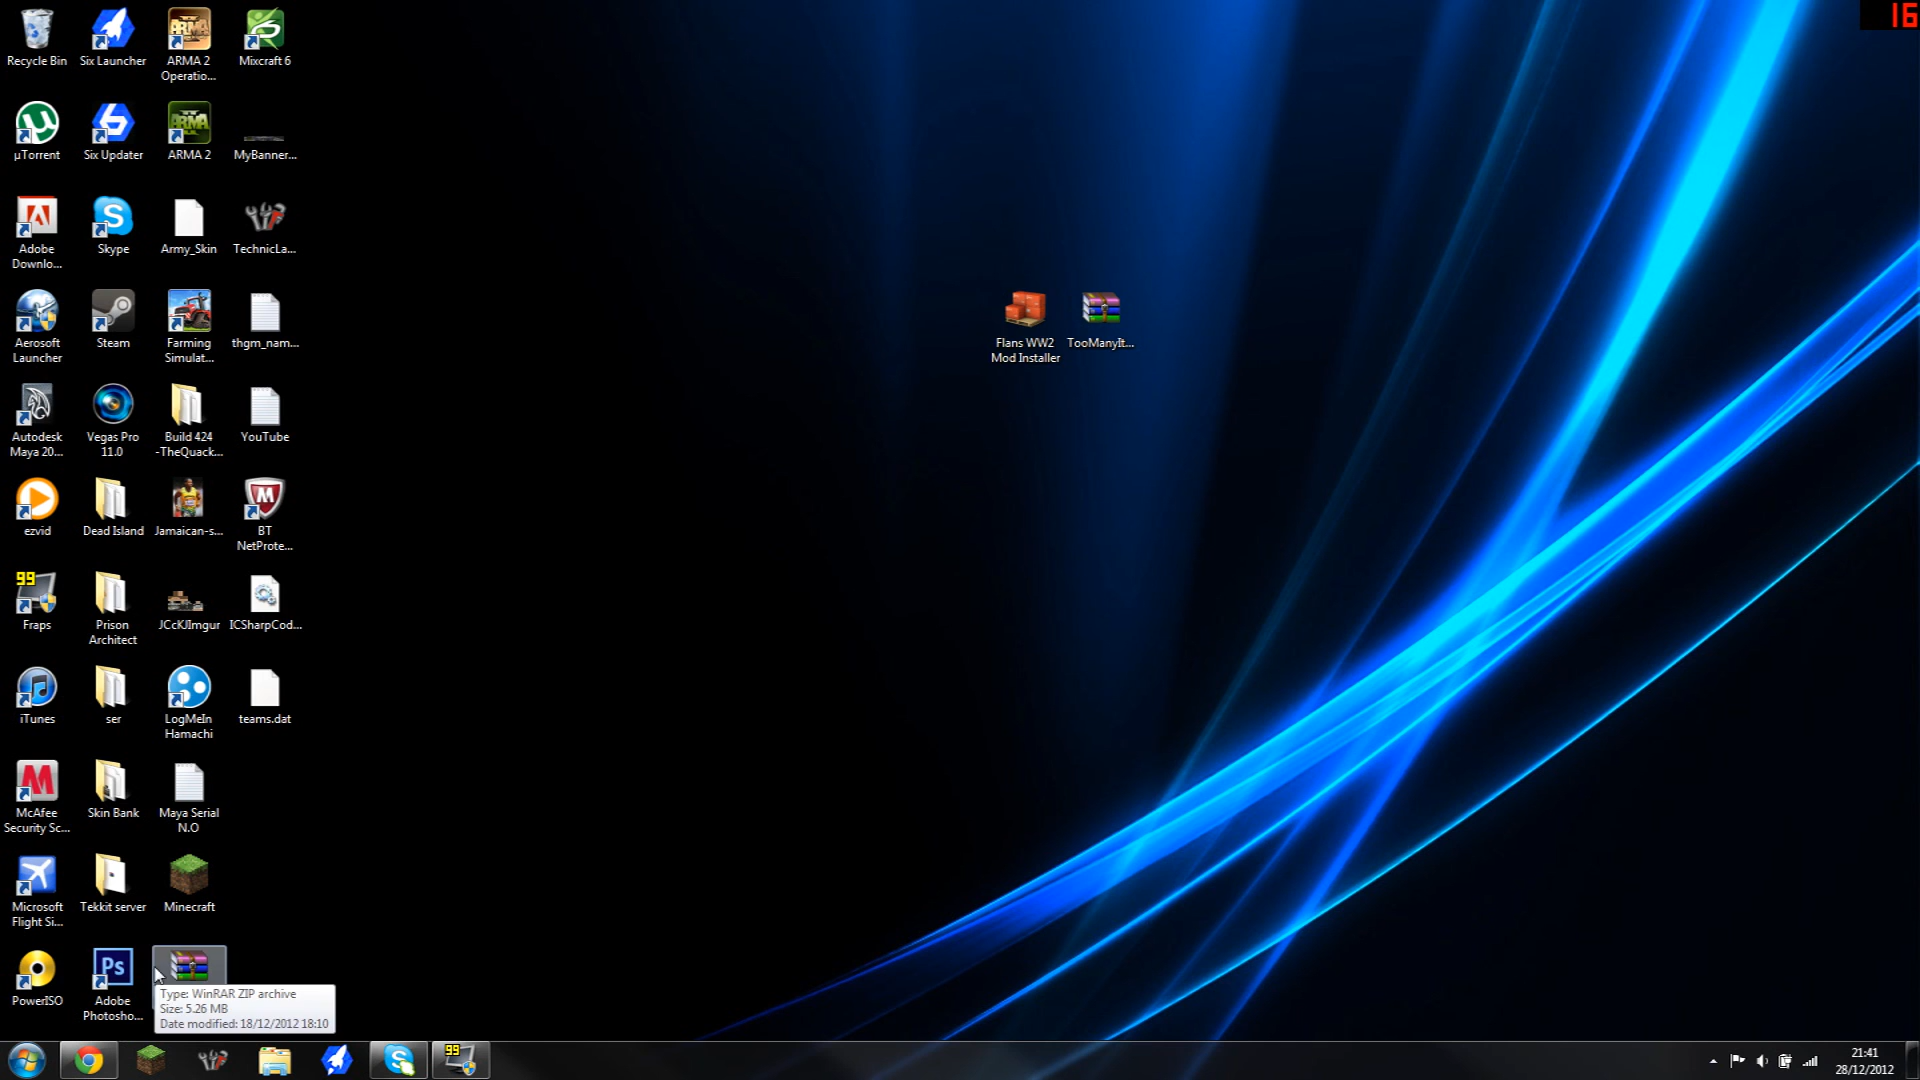 16
Recycle Bin
Six Launcher
ARMA 2
Operatio...
Mixcraft 6
µTorrent
Six Updater
ARMA 2
MyBanner...
Adobe
Downlo...
Skype
Army_Skin
TechnicLa...
Aerosoft
Launcher
Steam
Farming
Simulat...
thgm_nam...
Flans WW2
Mod Installer
TooManyIt...
Autodesk
Maya 20...
Vegas Pro
11.0
Build 424
-TheQuack...
YouTube
ezvid
Dead Island
Jamaican-s...
BT
NetProte...
99
Fraps
Prison
Architect
JCcKJImgur
ICSharpCod...
iTunes
ser
LogMeIn
Hamachi
teams.dat
McAfee
Security Sc...
Skin Bank
Maya Serial
N.O
Microsoft
Flight Si...
Tekkit server
Minecraft
PowerISO
Ps
Adobe
Photosho...
Type: WinRAR ZIP archive
Size: 5.26 MB
Date modified: 18/12/2012 18:10
99
21:41
28/12/2012